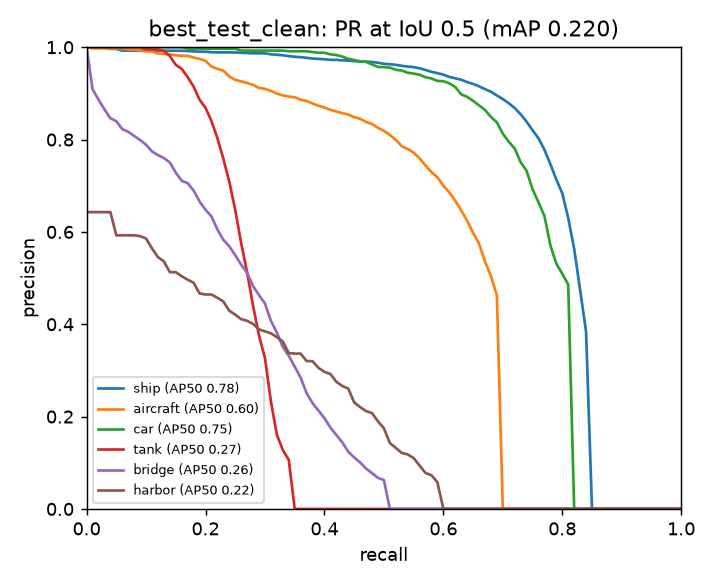 best_test_clean: PR at IoU 0.5 (mAP 0.220)
1.0
0.8
0.6
0.4
0.2
0.0
precision
ship (AP50 0.78)
aircraft (AP50 0.60)
car (AP50 0.75)
tank (AP50 0.27)
bridge (AP50 0.26)
harbor (AP50 0.22)
0.0 0.2 0.4 0.6 0.8 1.0
recall